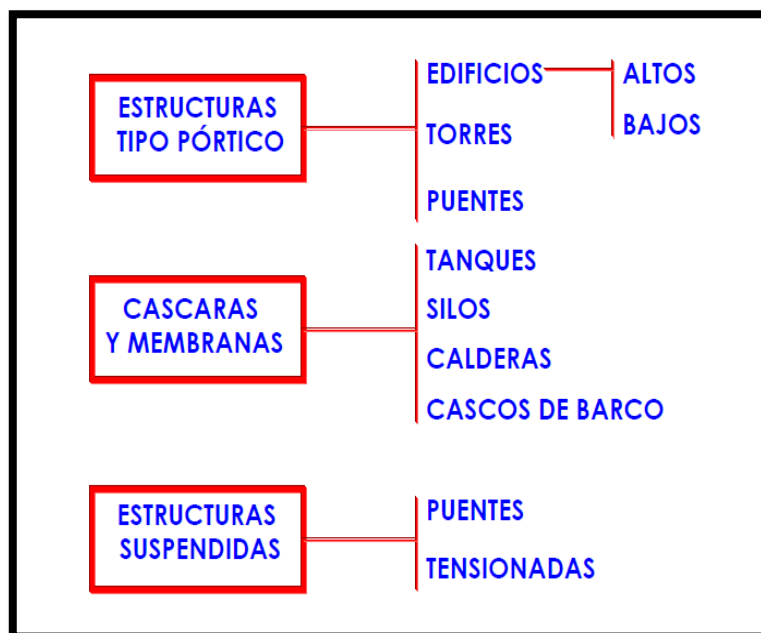 ESTRUCTURAS
TIPO PÓRTICO
EDIFICIOS
ALTOS
BAJOS
TORRES
PUENTES
CASCARAS
Y MEMBRANAS
TANQUES
SILOS
CALDERAS
CASCOS DE BARCO
ESTRUCTURAS
SUSPENDIDAS
PUENTES
TENSIONADAS